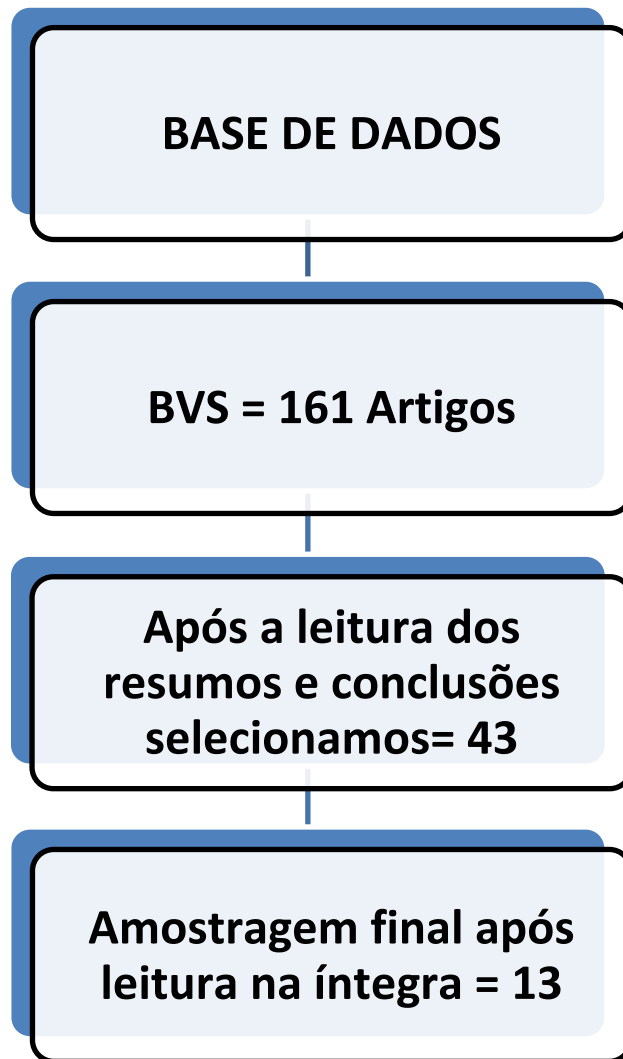 BASE DE DADOS
BVS = 161 Artigos
Após a leitura dos
resumos e conclusões
selecionamos= 43
Amostragem final após
leitura na íntegra = 13